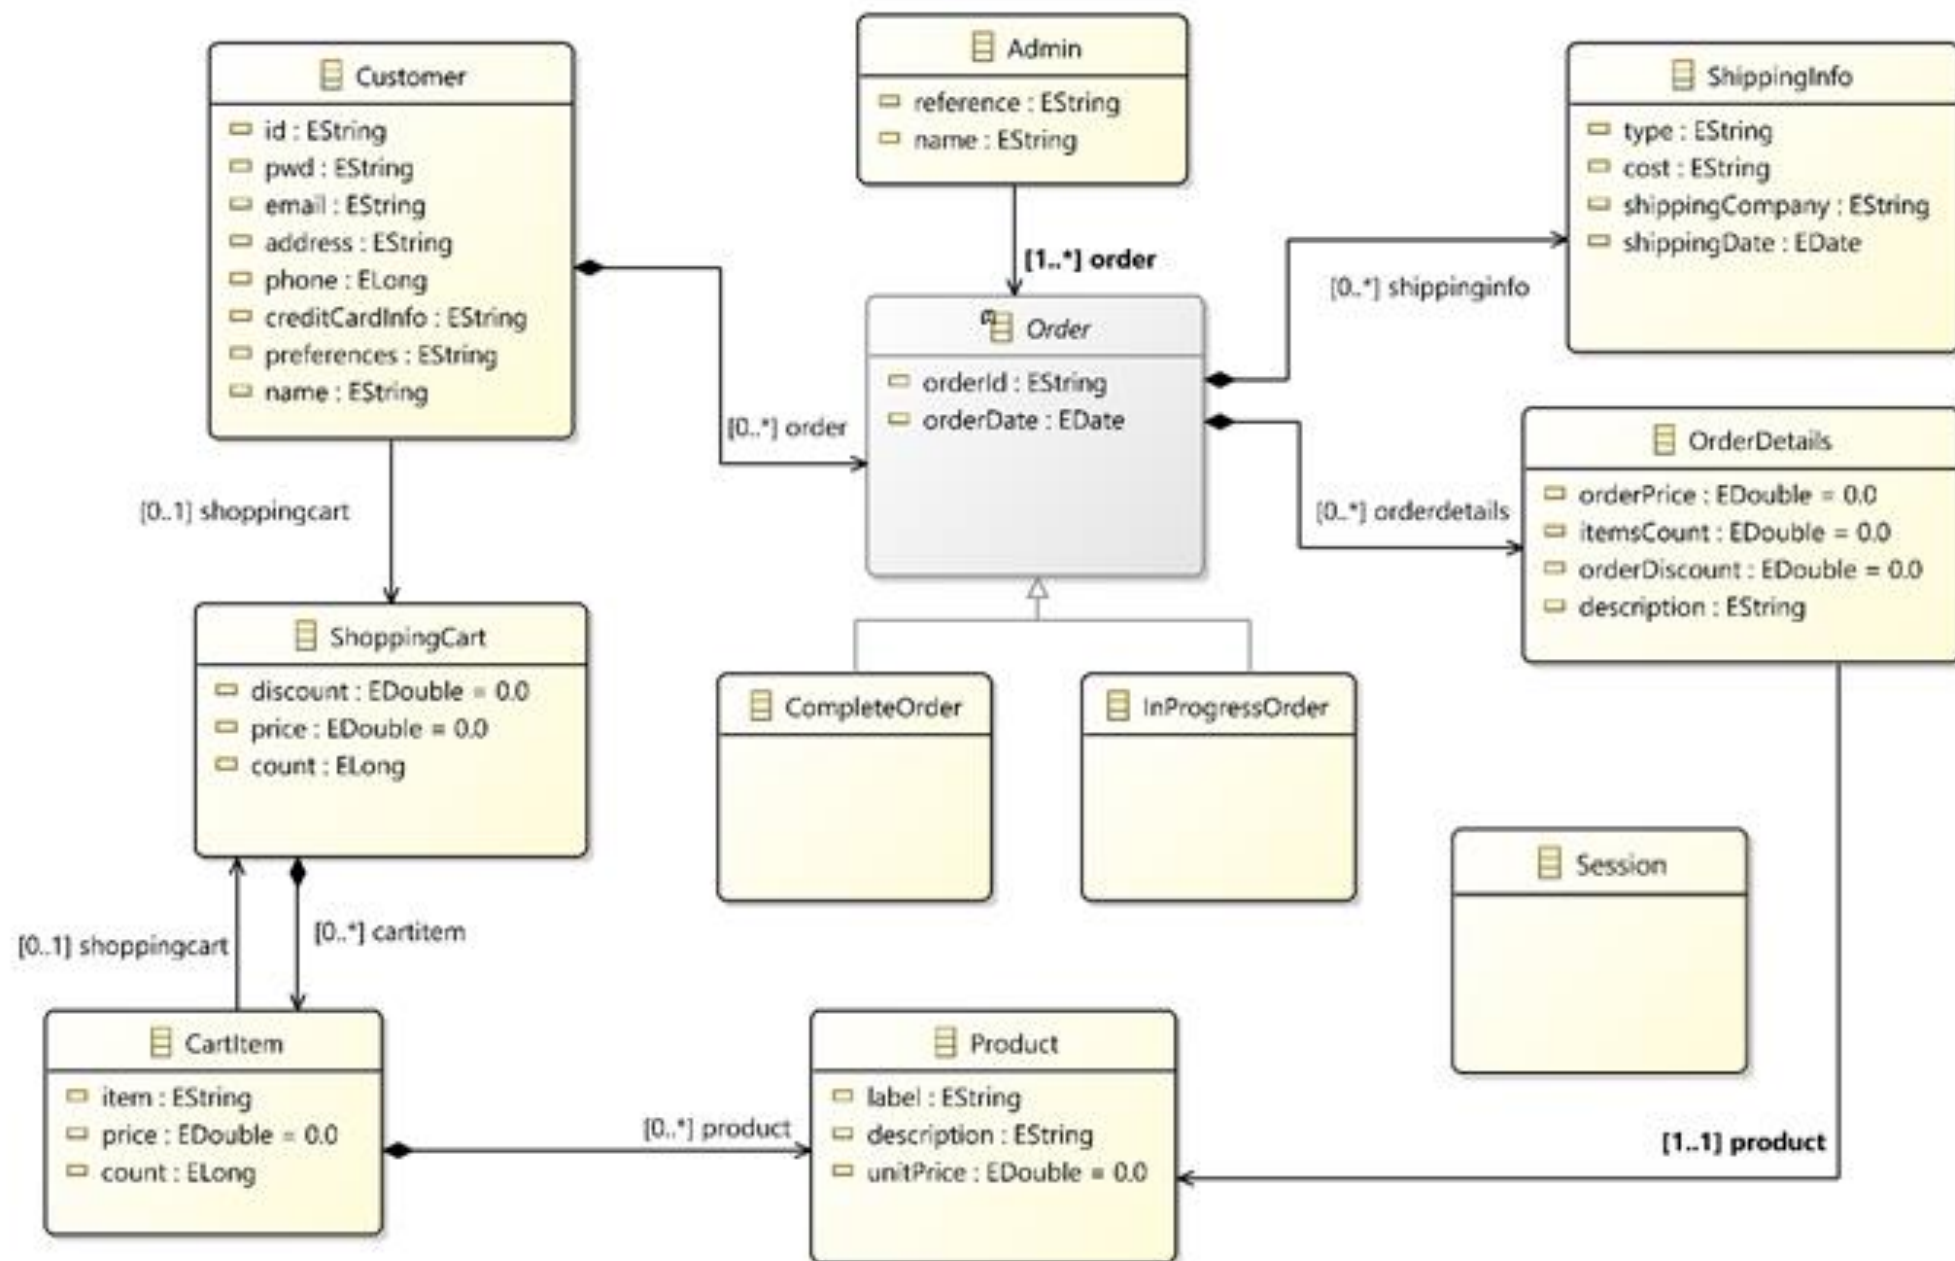 Customer
id : EString
pwd : EString
email : EString
address : EString
phone : ELong
creditCardInfo : EString
preferences : EString
name : EString
Admin
reference : EString
name : EString
ShippingInfo
type : EString
cost : EString
shippingCompany : EString
shippingDate : EDate
[1..*] order
[0..*] shippinginfo
Order
orderId : EString
orderDate : EDate
[0..*] order
OrderDetails
orderPrice : EDouble = 0.0
itemsCount : EDouble = 0.0
orderDiscount : EDouble = 0.0
description : EString
[0..*] orderdetails
[0..1] shoppingcart
ShoppingCart
discount : EDouble = 0.0
price : EDouble = 0.0
count : ELong
CompleteOrder
InProgressOrder
Session
[0..1] shoppingcart
[0..*] cartitem
CartItem
item : EString
price : EDouble = 0.0
count : ELong
[0..*] product
Product
label : EString
description : EString
unitPrice : EDouble = 0.0
[1..1] product